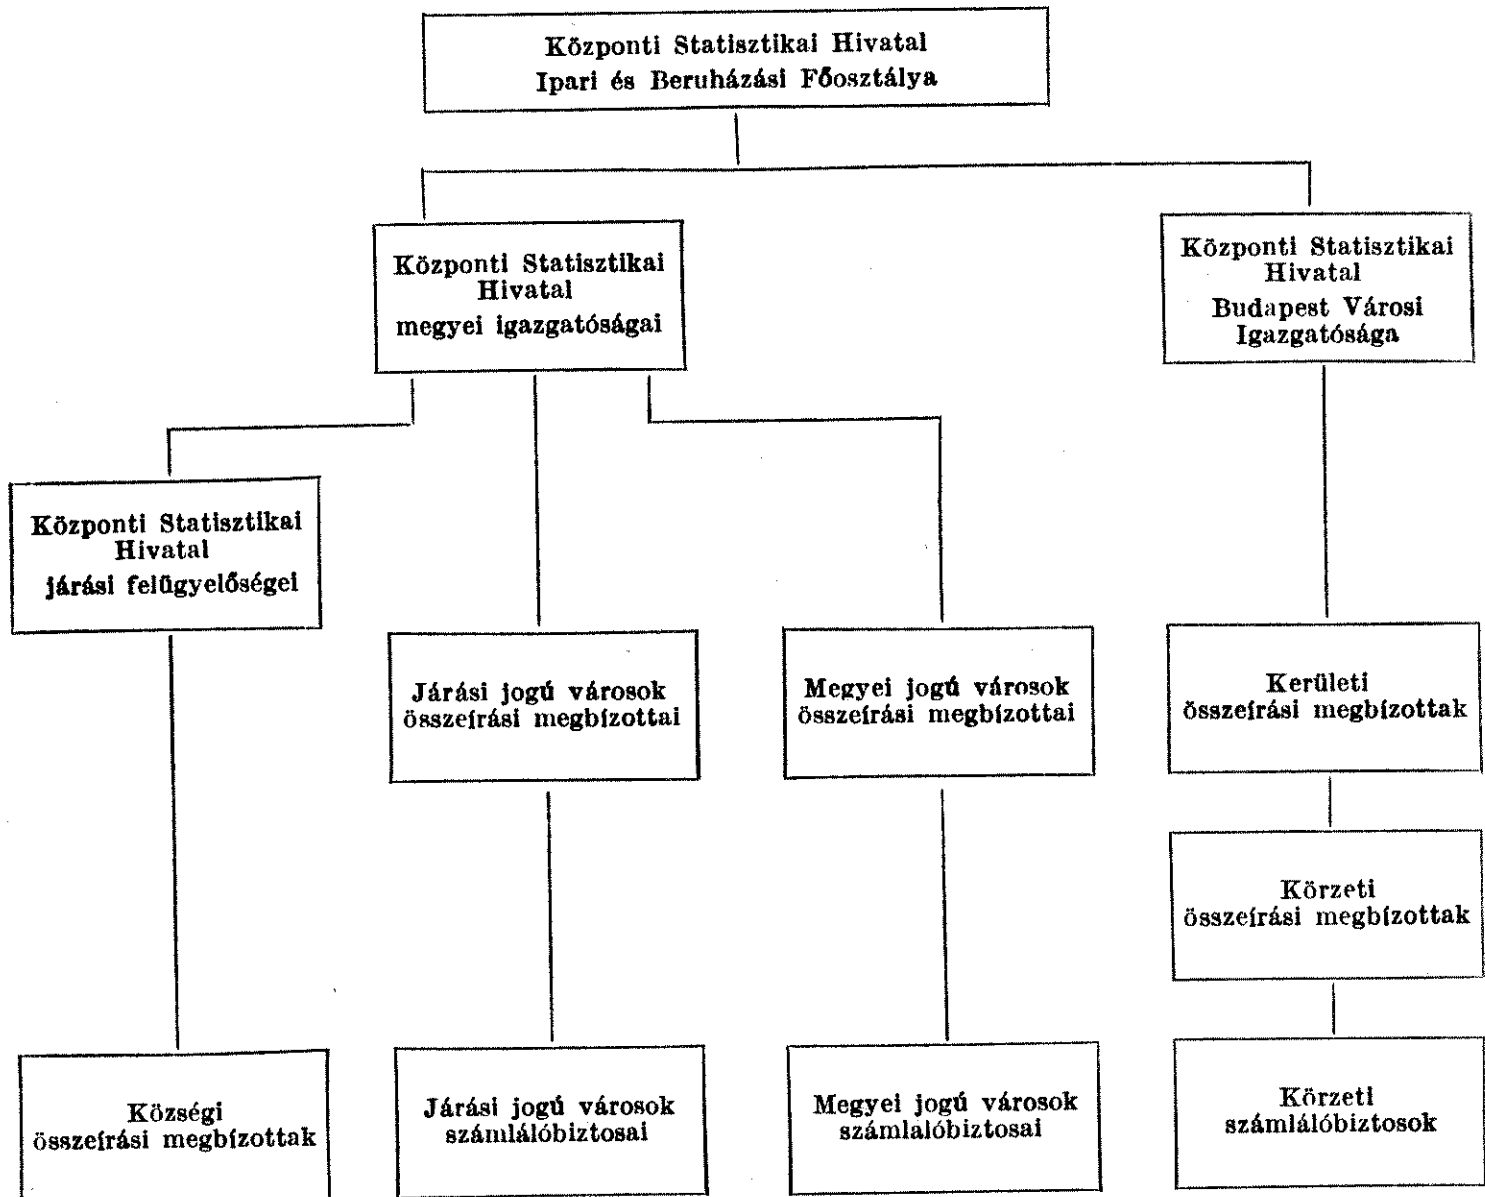 Központi Statisztikai Hivatal
Ipari és Beruházási Főosztálya
Központi Statisztikai
Hivatal
megyei igazgatóságai
Központi Statisztikai
Hivatal
Budapest Városi
Igazgatósága
Központi Statisztikai
Hivatal
járási felügyelőségei
Járási jogú városok
összeírási megbízottai
Megyei jogú városok
összeírási megbízottai
Kerületi
összeírási megbízottak
Körzeti
összeírási megbízottak
Községi
összeírási megbízottak
Járási jogú városok
számlálóbiztosai
Megyei jogú városok
számlalóbiztosai
Körzeti
számlálóbiztosok